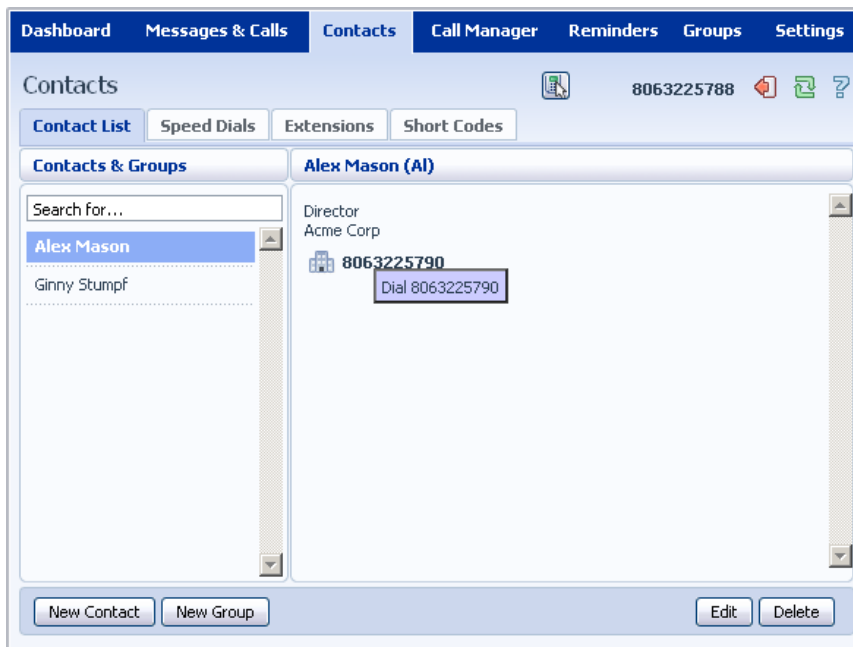 Dashboard Messages & Calls Contacts Call Manager Reminders Groups Settings
Contacts 8063225788
Contact List Speed Dials Extensions Short Codes
Contacts & Groups
Search for...
Alex Mason
Ginny Stumpf
Alex Mason (Al)
Director
Acme Corp
8063225790
Dial 8063225790
New Contact New Group Edit Delete